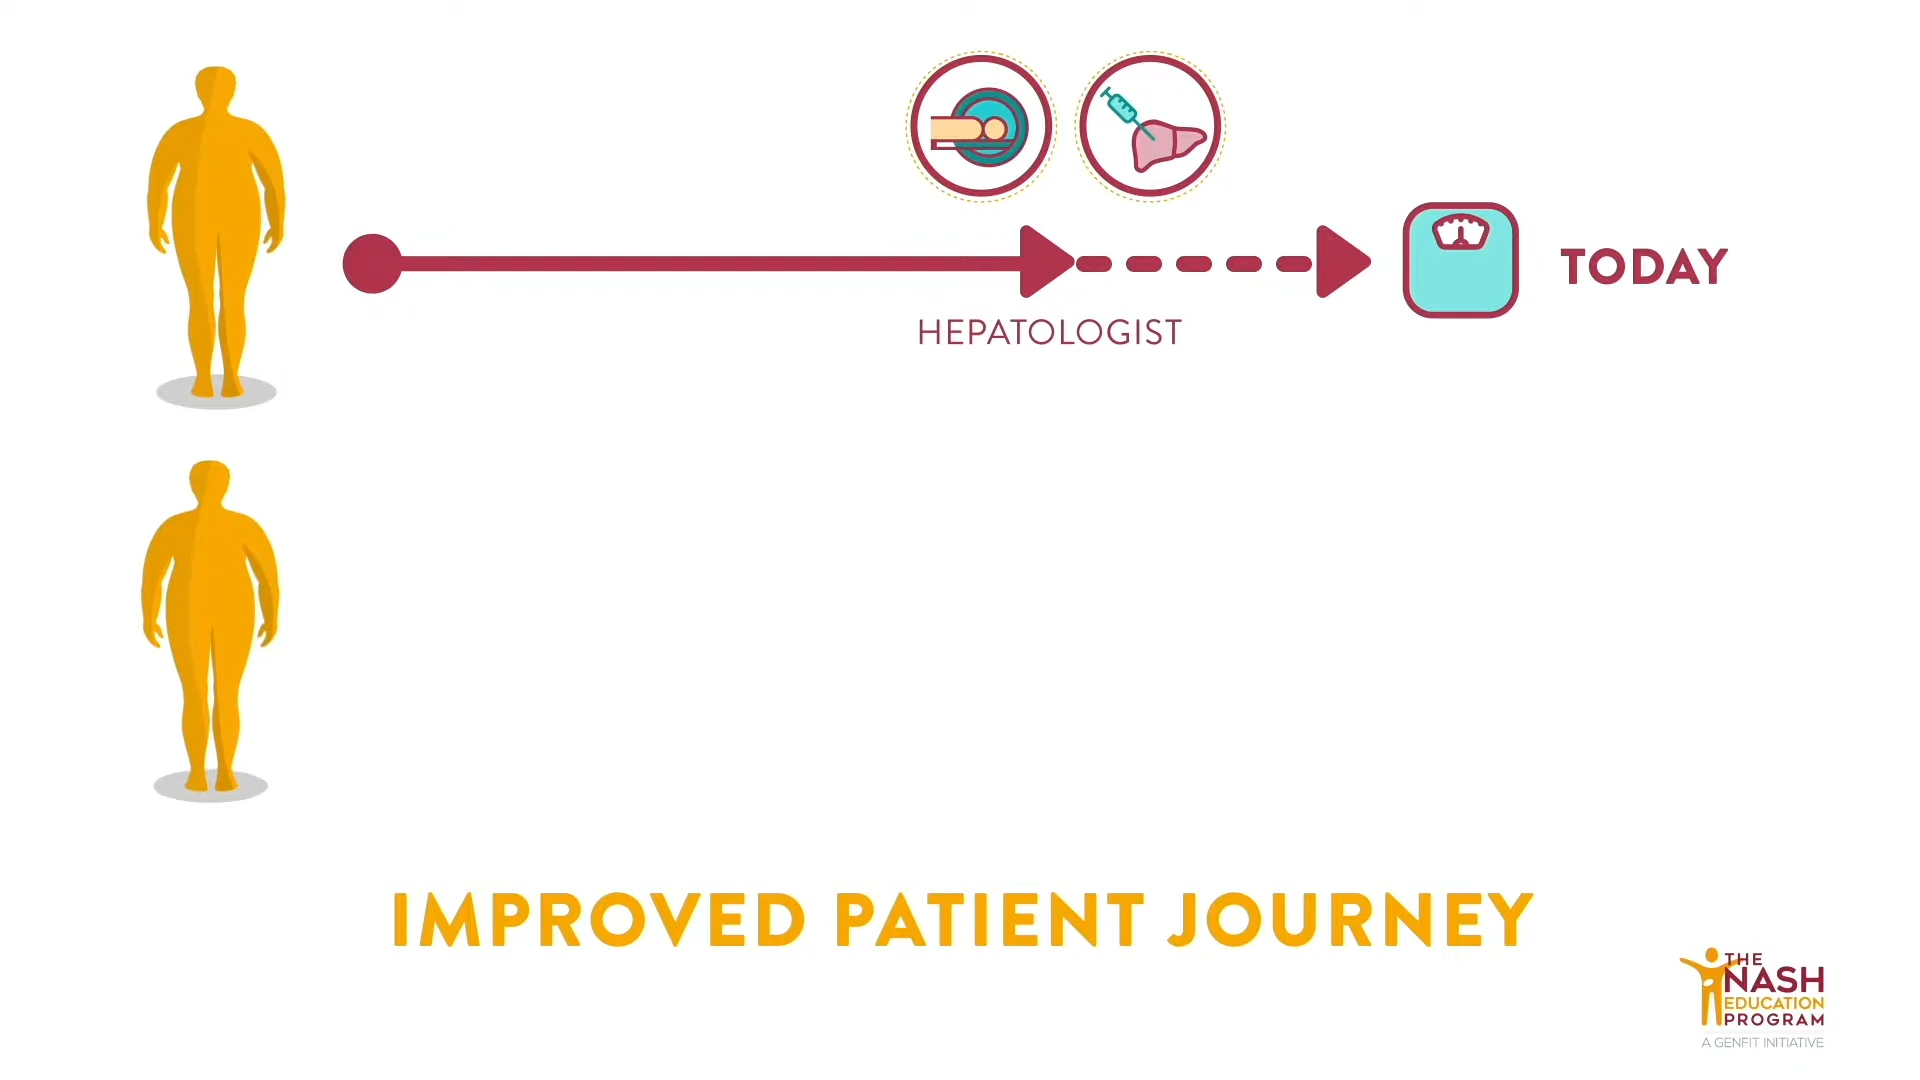 TODAY
HEPATOLOGIST
IMPROVED PATIENT JOURNEY
THE
NASH
EDUCATION
PROGRAM
A GENFIT INITIATIVE